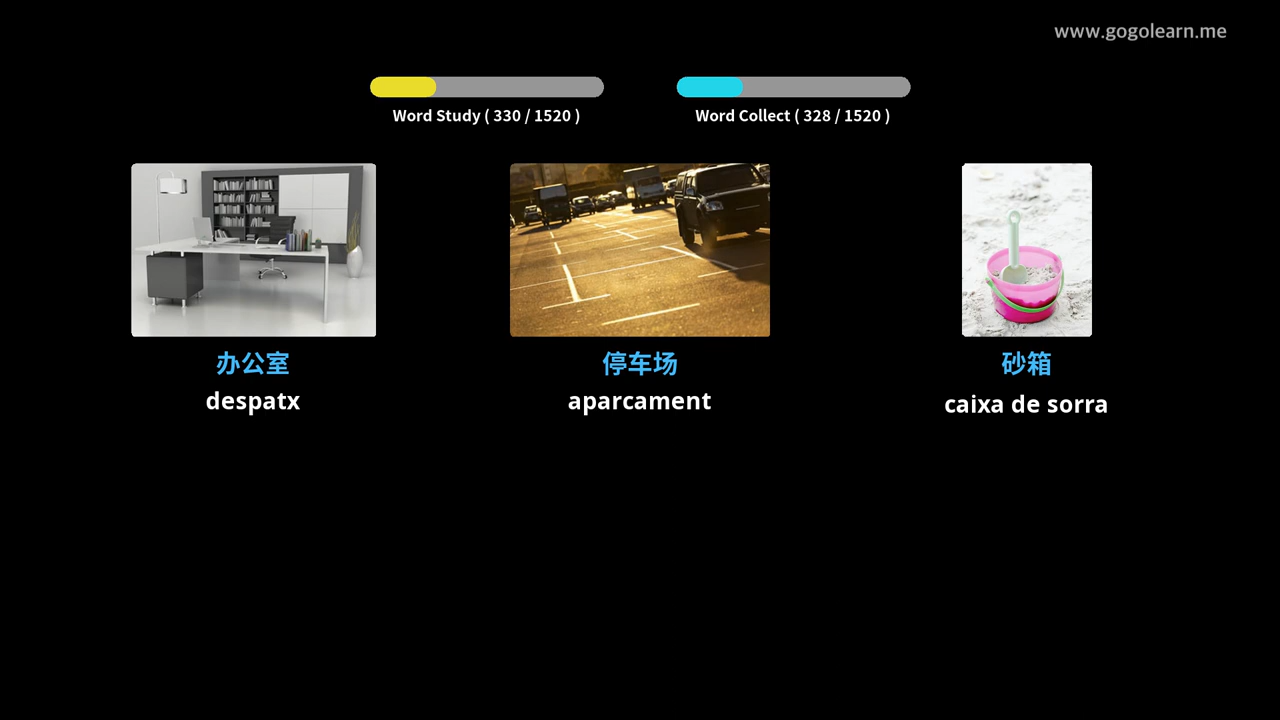 www.gogolearn.me
Word Study ( 330 / 1520 )
Word Collect ( 328 / 1520 )
办公室
停车场
砂箱
despatx
aparcament
caixa de sorra